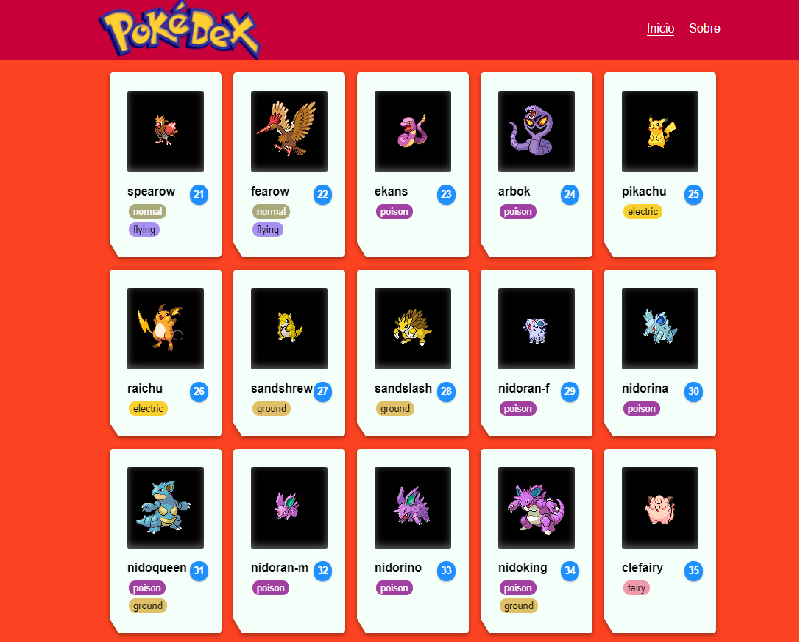 PoKéDeX
Inicio Sobre
spearow 21
normal
flying
fearow 22
normal
flying
ekans 23
poison
arbok 24
poison
pikachu 25
electric
raichu 26
electric
sandshrew 27
ground
sandslash 28
ground
nidoran-f 29
poison
nidorina 30
poison
nidoqueen 31
poison
ground
nidoran-m 32
poison
nidorino 33
poison
nidoking 34
poison
ground
clefairy 35
fairy